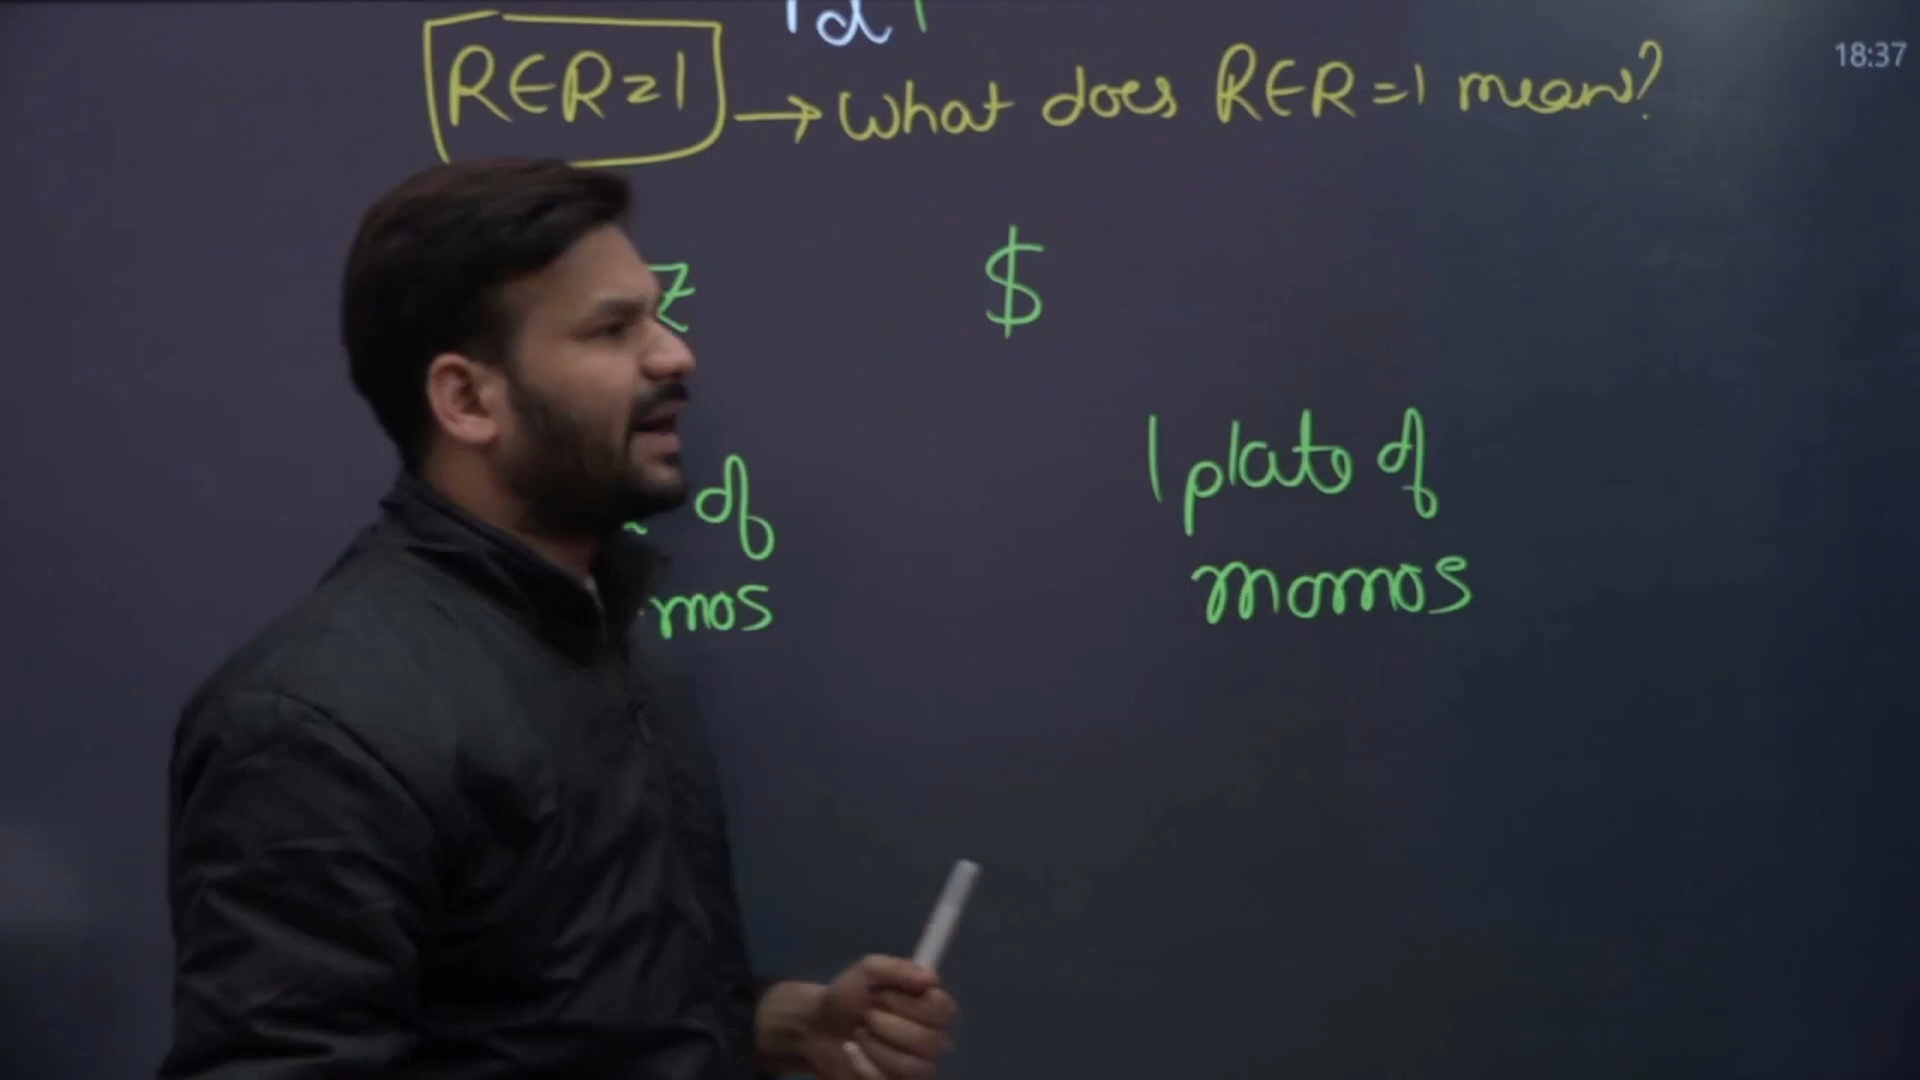 18:37
RER=1 → What does RER=1 mean?
$
of 1 plate of
mos momos